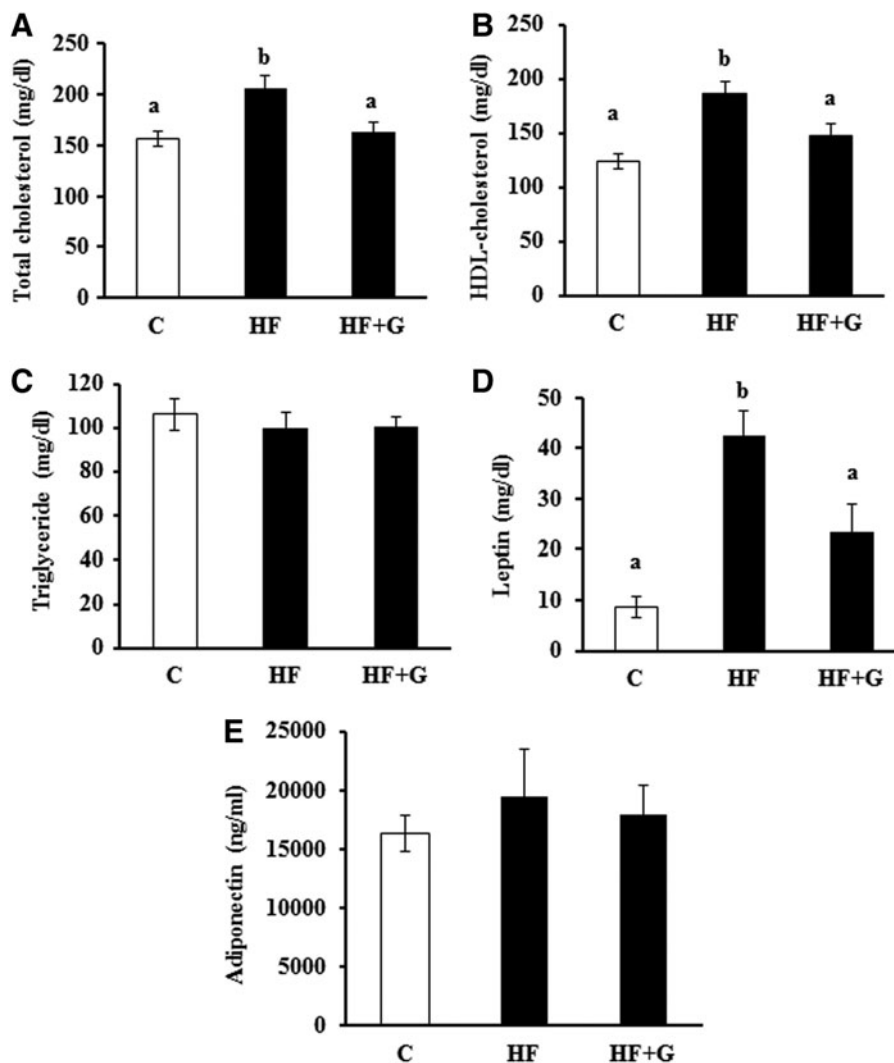 A
Total cholesterol (mg/dl)
250
200
150
100
50
0
a
b
a
C HF HF+G
B
HDL-cholesterol (mg/dl)
250
200
150
100
50
0
a
b
a
C HF HF+G
C
Triglyceride (mg/dl)
120
100
80
60
40
20
0
C HF HF+G
D
Leptin (mg/dl)
50
40
30
20
10
0
a
b
a
C HF HF+G
E
Adiponectin (ng/ml)
25000
20000
15000
10000
5000
0
C HF HF+G